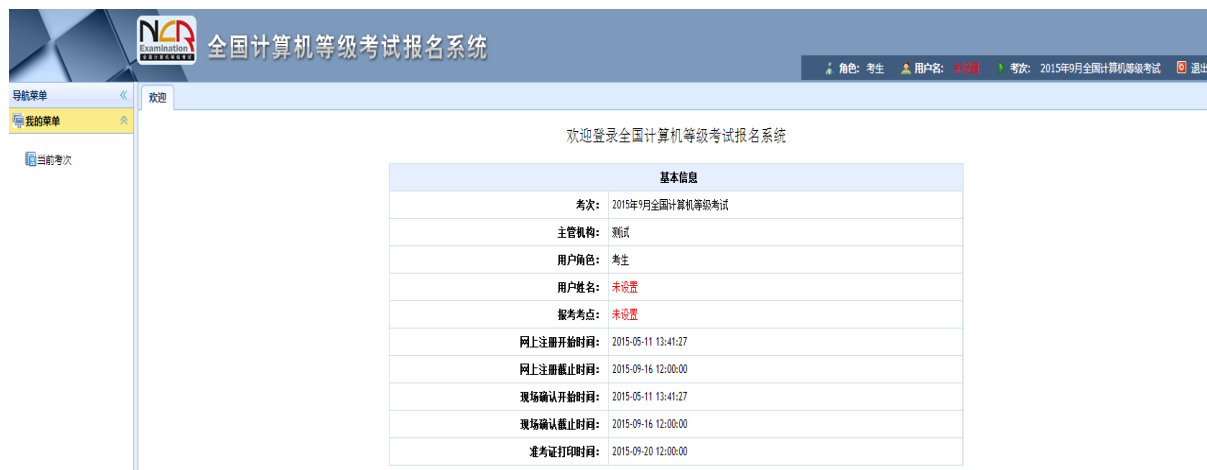 NCR
Examination
全国计算机等级考试
全国计算机等级考试报名系统
角色: 考生 用户名: 未设置 考次: 2015年9月全国计算机等级考试 退出
导航菜单
欢迎
我的菜单
当前考次
欢迎登录全国计算机等级考试报名系统
基本信息
考次: 2015年9月全国计算机等级考试
主管机构: 测试
用户角色: 考生
用户姓名: 未设置
报考考点: 未设置
网上注册开始时间: 2015-05-11 13:41:27
网上注册截止时间: 2015-09-16 12:00:00
现场确认开始时间: 2015-05-11 13:41:27
现场确认截止时间: 2015-09-16 12:00:00
准考证打印时间: 2015-09-20 12:00:00